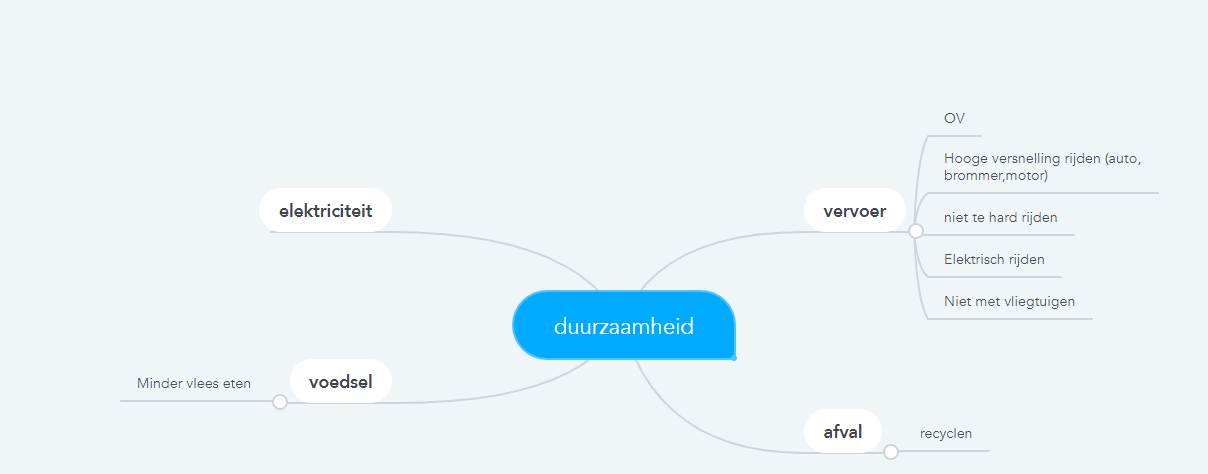 OV
Hooge versnelling rijden (auto,
brommer,motor)
elektriciteit
vervoer
niet te hard rijden
Elektrisch rijden
Niet met vliegtuigen
duurzaamheid
Minder vlees eten
voedsel
afval
recyclen